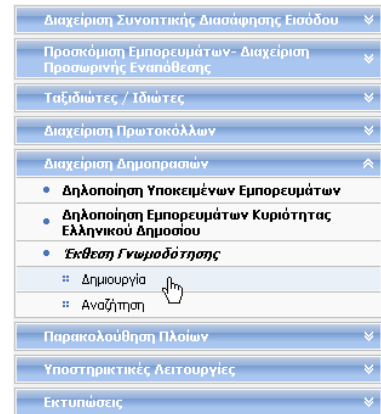 Διαχείριση Συνοπτικής Διασάφησης Εισόδου
Προσκόμιση Εμπορευμάτων- Διαχείριση
Προσωρινής Εναπόθεσης
Ταξιδιώτες / Ιδιώτες
Διαχείριση Πρωτοκόλλων
Διαχείριση Δημοπρασιών
Δηλοποίηση Υποκειμένων Εμπορευμάτων
Δηλοποίηση Εμπορευμάτων Κυριότητας
Ελληνικού Δημοσίου
Έκθεση Γνωμοδότησης
Δημιουργία
Αναζήτηση
Παρακολούθηση Πλοίων
Υποστηρικτικές Λειτουργίες
Εκτυπώσεις